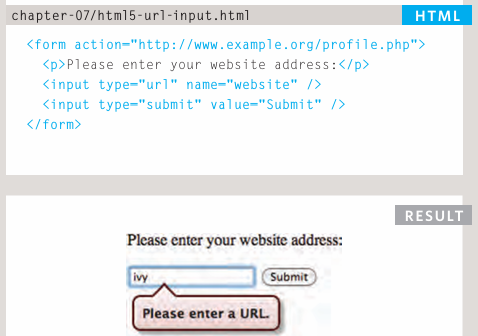 chapter-07/html5-url-input.html
HTML
<form action="http://www.example.org/profile.php">
<p>Please enter your website address:</p>
<input type="url" name="website" />
<input type="submit" value="Submit" />
</form>
RESULT
Please enter your website address:
ivy Submit
Please enter a URL.